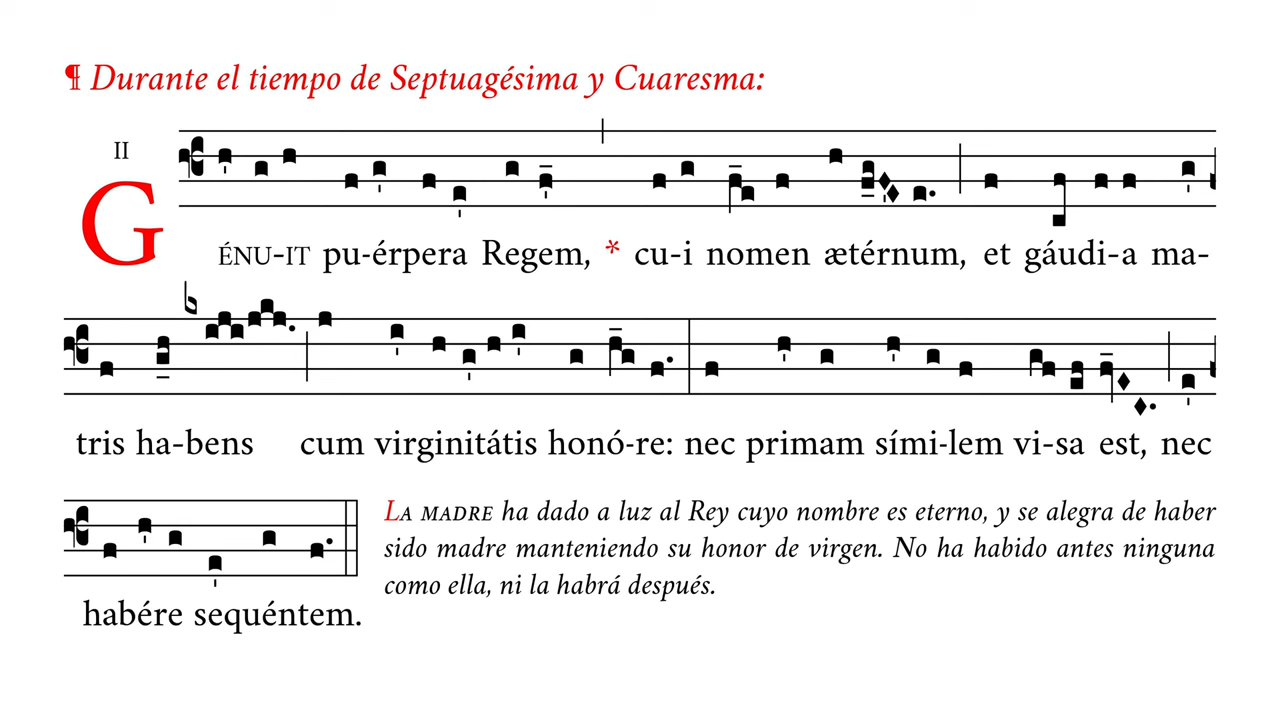 ¶ Durante el tiempo de Septuagésima y Cuaresma:
II
GÉNU-IT pu-érpera Regem, * cu-i nomen ætérnum, et gáudi-a ma-
tris ha-bens cum virginitátis honó-re: nec primam sími-lem vi-sa est, nec
habére sequéntem.
LA MADRE ha dado a luz al Rey cuyo nombre es eterno, y se alegra de haber
sido madre manteniendo su honor de virgen. No ha habido antes ninguna
como ella, ni la habrá después.